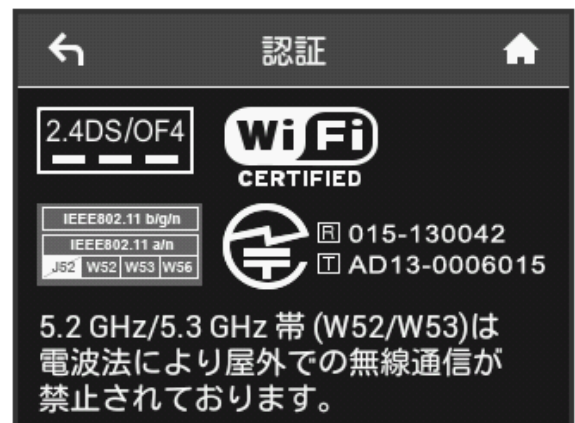 認証
2.4DS/OF4
Wi Fi
CERTIFIED
IEEE802.11 b/g/n
IEEE802.11 a/n
J52 W52 W53 W56
R 015-130042
T AD13-0006015
5.2 GHz/5.3 GHz 帯 (W52/W53)は
電波法により屋外での無線通信が
禁止されております。